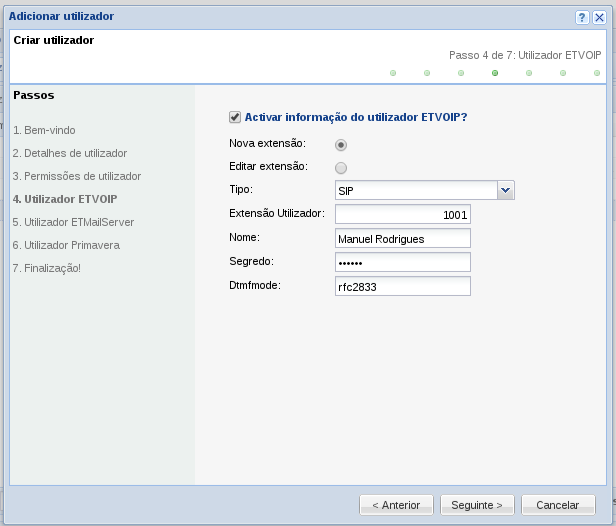 Adicionar utilizador
Criar utilizador
Passo 4 de 7: Utilizador ETVOIP
Passos
1. Bem-vindo
2. Detalhes de utilizador
3. Permissões de utilizador
4. Utilizador ETVOIP
5. Utilizador ETMailServer
6. Utilizador Primavera
7. Finalização!
Activar informação do utilizador ETVOIP?
Nova extensão:
Editar extensão:
Tipo: SIP
Extensão Utilizador: 1001
Nome: Manuel Rodrigues
Segredo: ••••••
Dtmfmode: rfc2833
< Anterior Seguinte > Cancelar